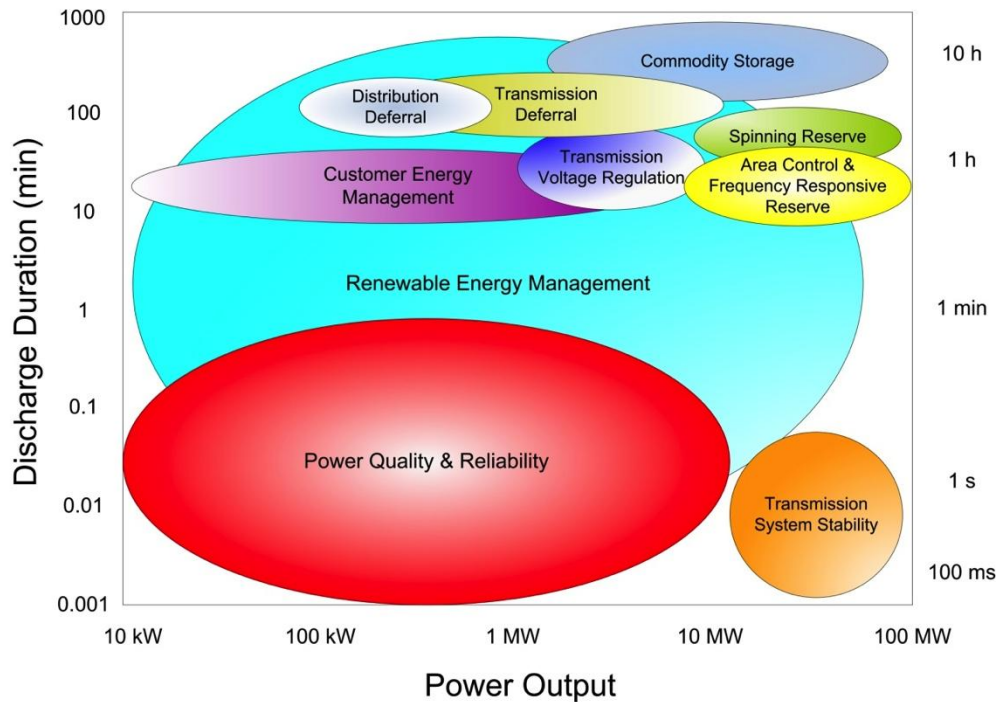 1000
100
10
1
0.1
0.01
0.001
Discharge Duration (min)
Commodity Storage
Distribution
Deferral
Transmission
Deferral
Spinning Reserve
Customer Energy
Management
Transmission
Voltage Regulation
Area Control &
Frequency Responsive
Reserve
Renewable Energy Management
Power Quality & Reliability
Transmission
System Stability
10 h
1 h
1 min
1 s
100 ms
10 kW
100 kW
1 MW
10 MW
100 MW
Power Output